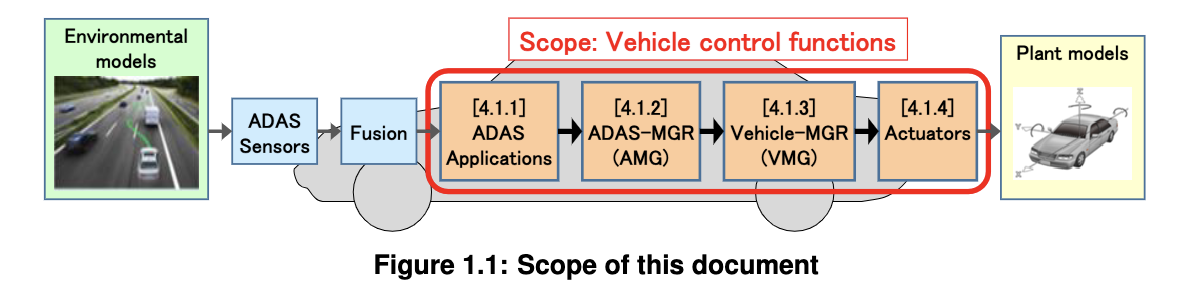 Scope: Vehicle control functions
Environmental
models
ADAS
Sensors
Fusion
[4.1.1]
ADAS
Applications
[4.1.2]
ADAS-MGR
(AMG)
[4.1.3]
Vehicle-MGR
(VMG)
[4.1.4]
Actuators
Plant models
Z
Y
X
Figure 1.1: Scope of this document